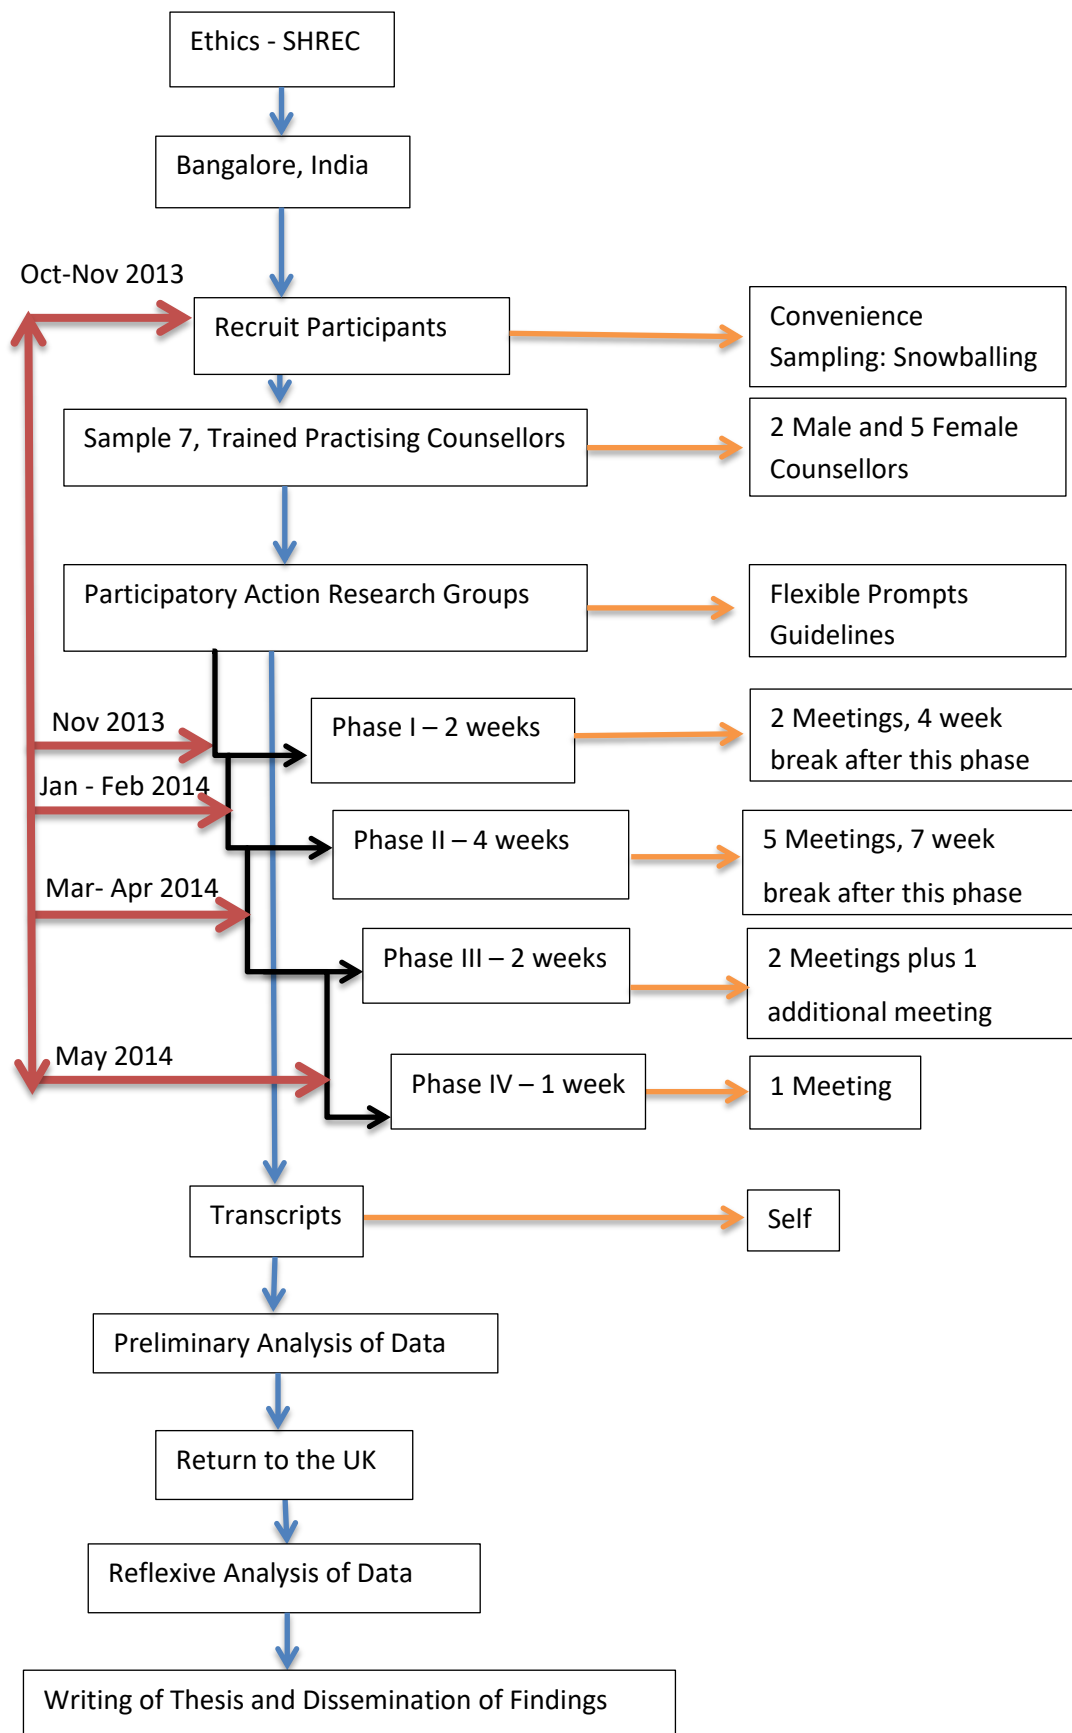 Ethics - SHREC
Bangalore, India
Oct-Nov 2013
Recruit Participants
Convenience
Sampling: Snowballing
Sample 7, Trained Practising Counsellors
2 Male and 5 Female
Counsellors
Participatory Action Research Groups
Flexible Prompts
Guidelines
Nov 2013
Phase I – 2 weeks
2 Meetings, 4 week
break after this phase
Jan - Feb 2014
Phase II – 4 weeks
5 Meetings, 7 week
break after this phase
Mar- Apr 2014
Phase III – 2 weeks
2 Meetings plus 1
additional meeting
May 2014
Phase IV – 1 week
1 Meeting
Transcripts
Self
Preliminary Analysis of Data
Return to the UK
Reflexive Analysis of Data
Writing of Thesis and Dissemination of Findings